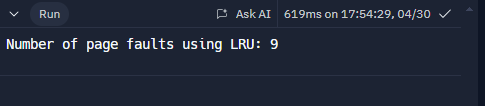 Run Ask AI 619ms on 17:54:29, 04/30
Number of page faults using LRU: 9